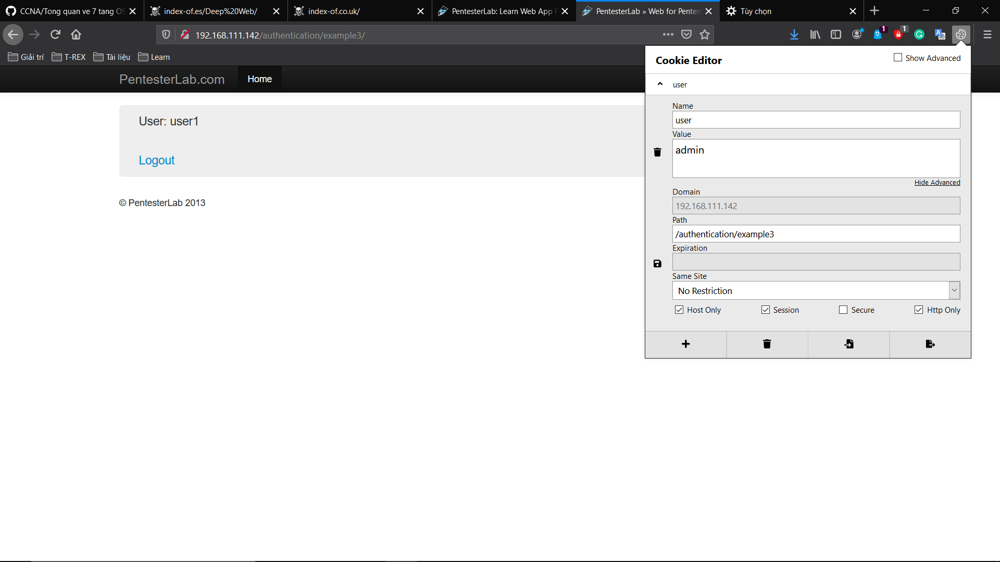 CCNA/Tong quan ve 7 tang OS
index-of.es/Deep%20Web/
index-of.co.uk/
PentesterLab: Learn Web App P
PentesterLab » Web for Pentes
Tùy chọn
192.168.111.142/authentication/example3/
1
1
Giải trí
T-REX
Tài liệu
Learn
PentesterLab.com
Home
User: user1
Logout
© PentesterLab 2013
Cookie Editor
Show Advanced
user
Name
user
Value
admin
Hide Advanced
Domain
192.168.111.142
Path
/authentication/example3
Expiration
Same Site
No Restriction
Host Only
Session
Secure
Http Only